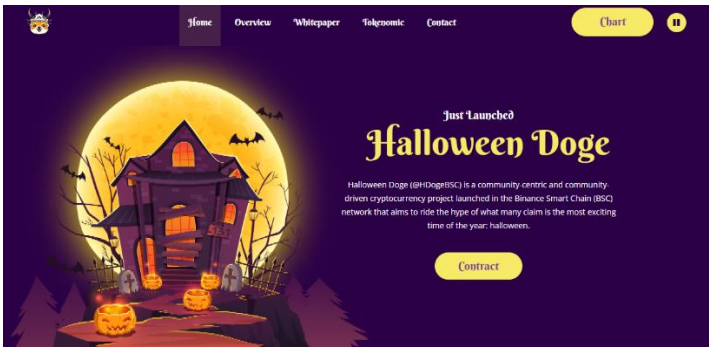 Home Overview Whitepaper Tokenomic Contact Chart
Just Launched
Halloween Doge
Halloween Doge (@HDogeBSC) is a community-centric and community-
driven cryptocurrency project launched in the Binance Smart Chain (BSC)
network that aims to ride the hype of what many claim is the most exciting
time of the year: halloween.
Contract